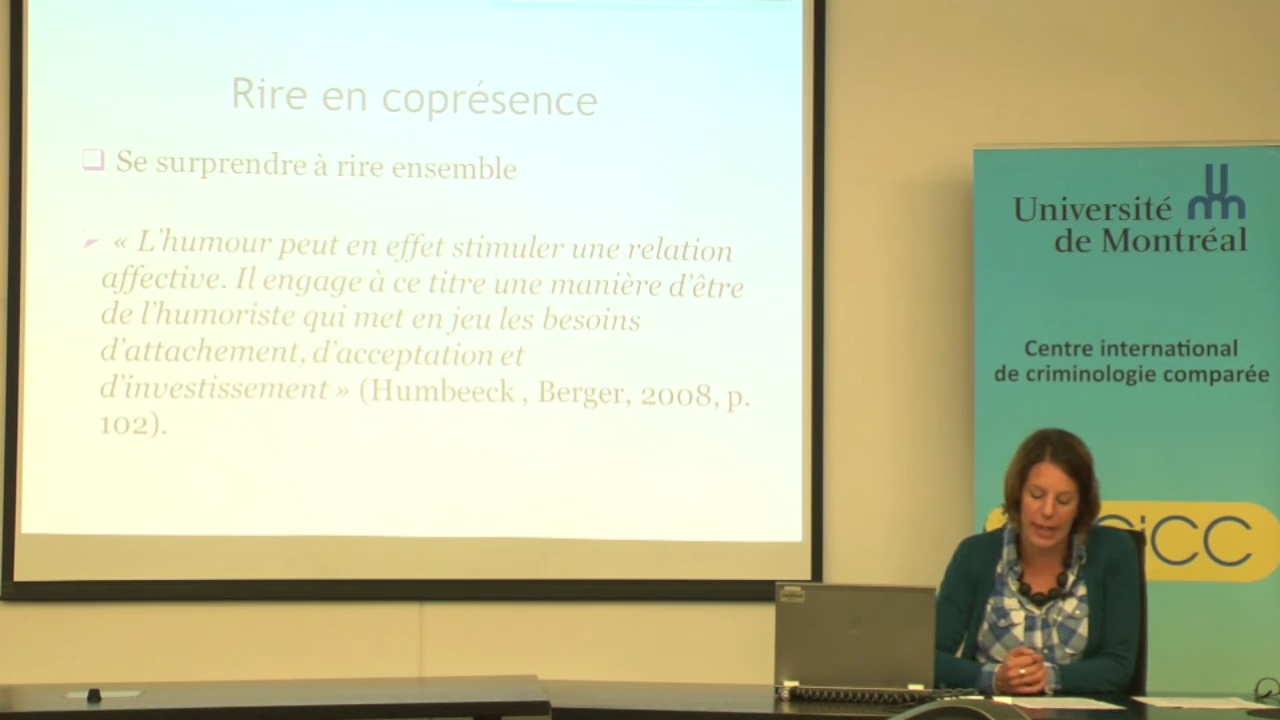 Rire en coprésence
Se surprendre à rire ensemble
« L'humour peut en effet stimuler une relation
affective. Il engage à ce titre une manière d'être
de l'humoriste qui met en jeu les besoins
d'attachement, d'acceptation et
d'investissement » (Humbeeck , Berger, 2008, p.
102).
Université
de Montréal
Centre international
de criminologie comparée
CiCC